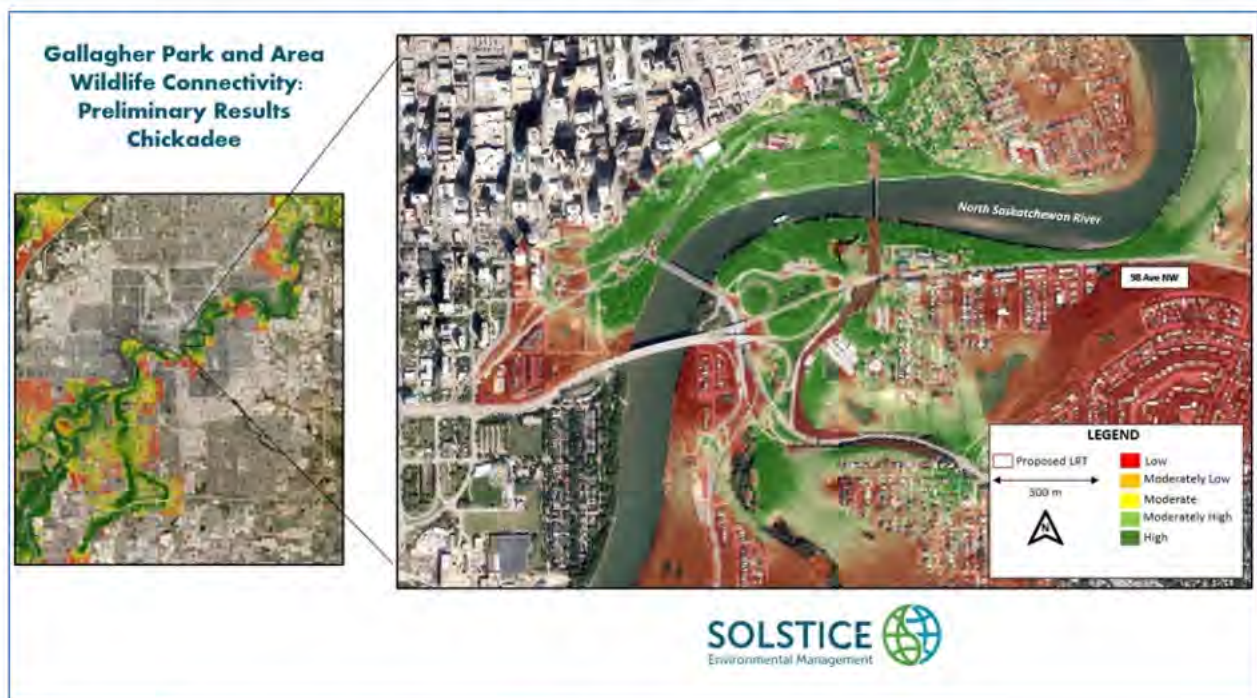 Gallagher Park and Area
Wildlife Connectivity:
Preliminary Results
Chickadee
North Saskatchewan River
98 Ave NW
LEGEND
Proposed LRT
300 m
N
Low
Moderately Low
Moderate
Moderately High
High
SOLSTICE
Environmental Management